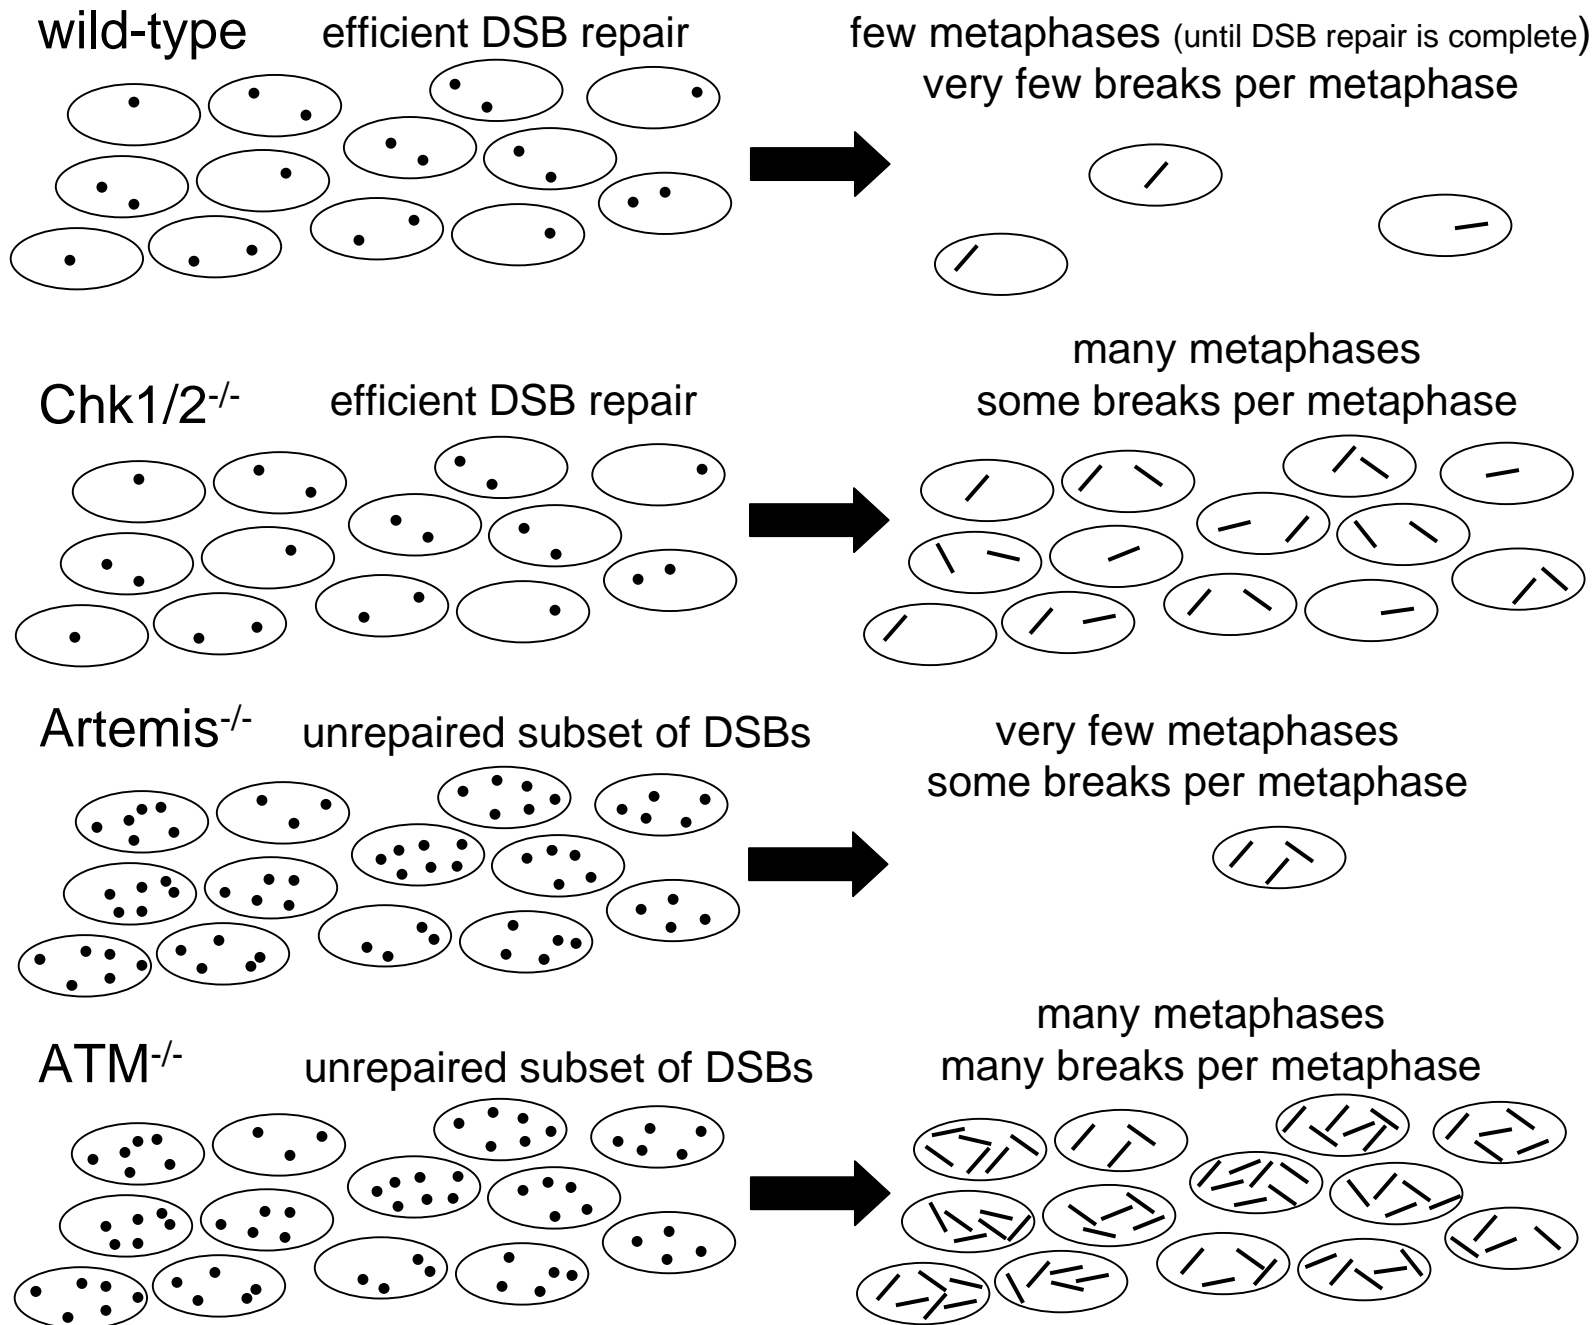 wild-type efficient DSB repair few metaphases (until DSB repair is complete)
very few breaks per metaphase
many metaphases
Chk1/2-/- efficient DSB repair some breaks per metaphase
Artemis-/- unrepaired subset of DSBs very few metaphases
some breaks per metaphase
many metaphases
ATM-/- unrepaired subset of DSBs many breaks per metaphase